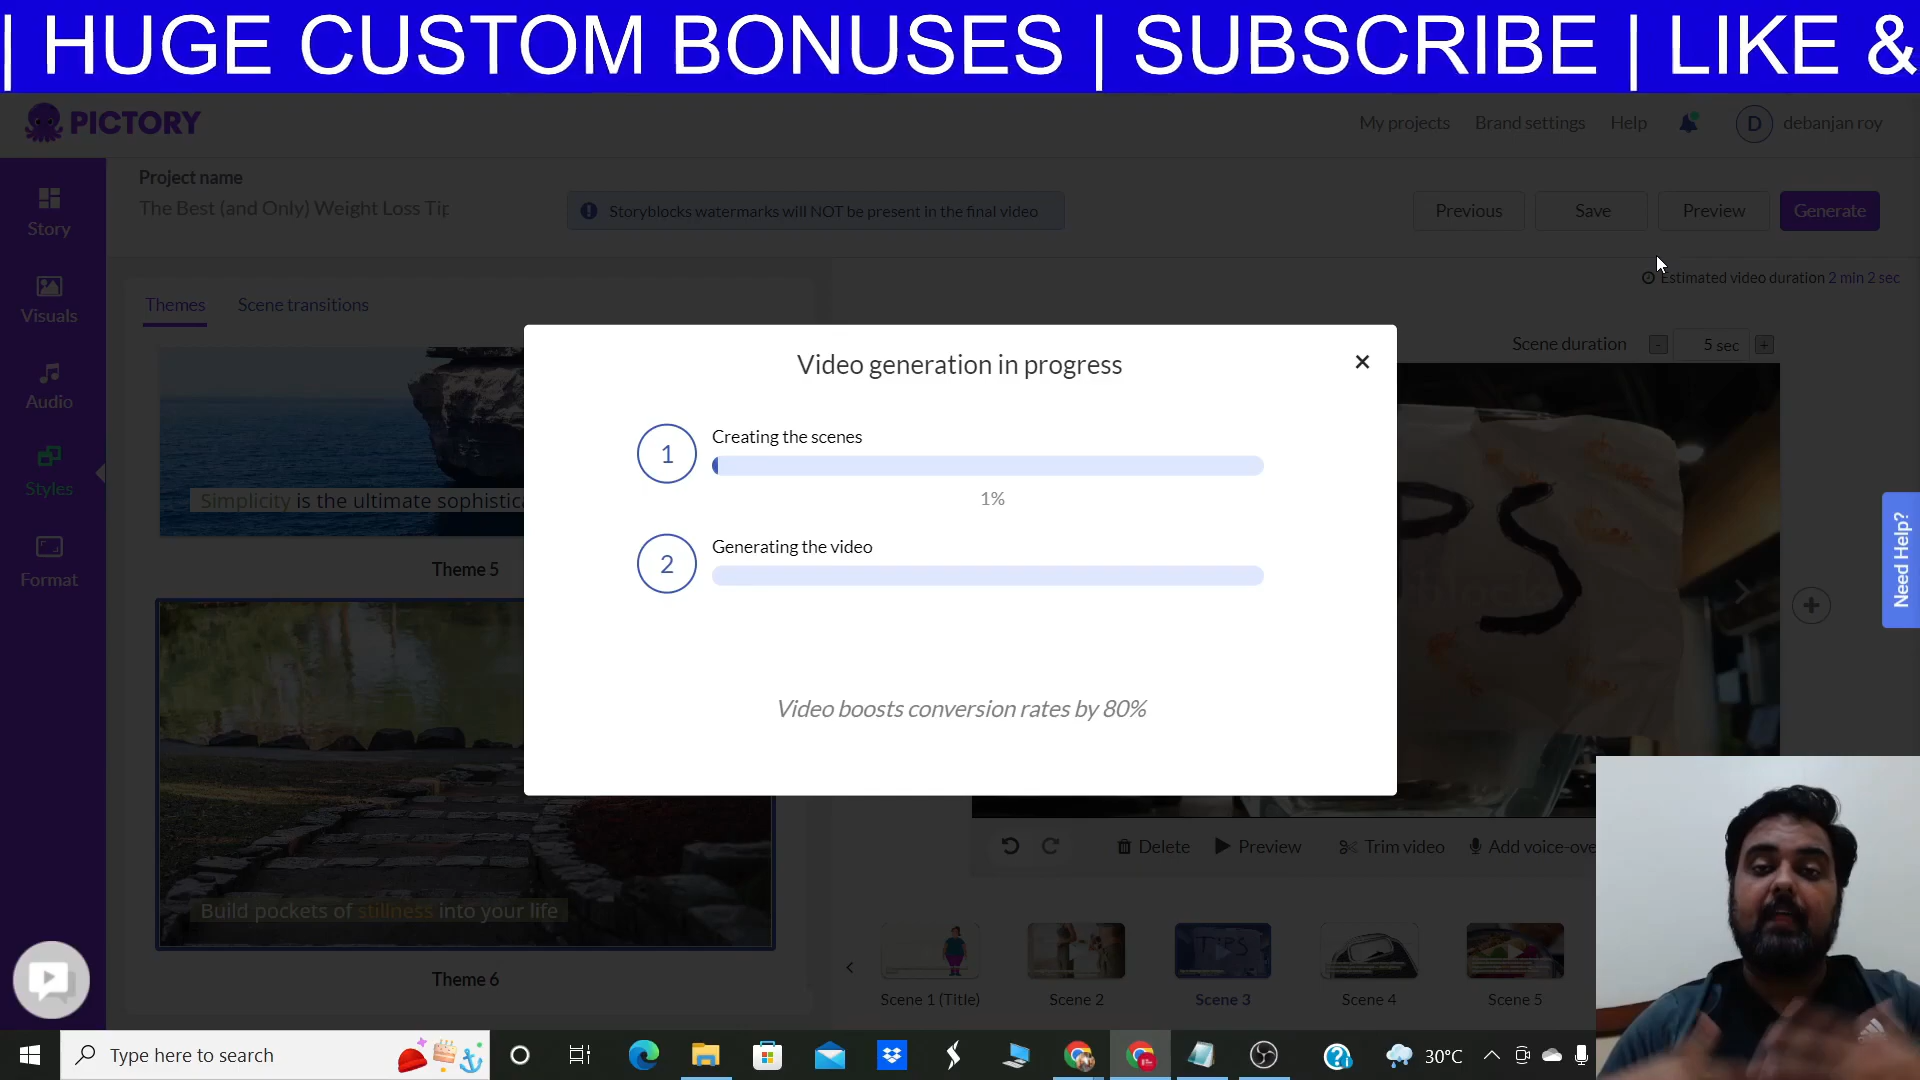 | HUGE CUSTOM BONUSES | SUBSCRIBE | LIKE &
PICTORY
My projects
Brand settings
Help
D
debanjan roy
Project name
The Best (and Only) Weight Loss Tip
Storyblocks watermarks will NOT be present in the final video
Previous
Save
Preview
Generate
Estimated video duration 2 min 2 sec
Story
Visuals
Audio
Styles
Format
Themes
Scene transitions
Simplicity is the ultimate sophistica
Theme 5
Build pockets of stillness into your life
Theme 6
Video generation in progress
1
Creating the scenes
1%
2
Generating the video
Video boosts conversion rates by 80%
Scene duration
-
5 sec
+
PS
Need Help?
Delete
Preview
Trim video
Add voice-ove
TIPS
Scene 1 (Title)
Scene 2
Scene 3
Scene 4
Scene 5
Type here to search
30°C